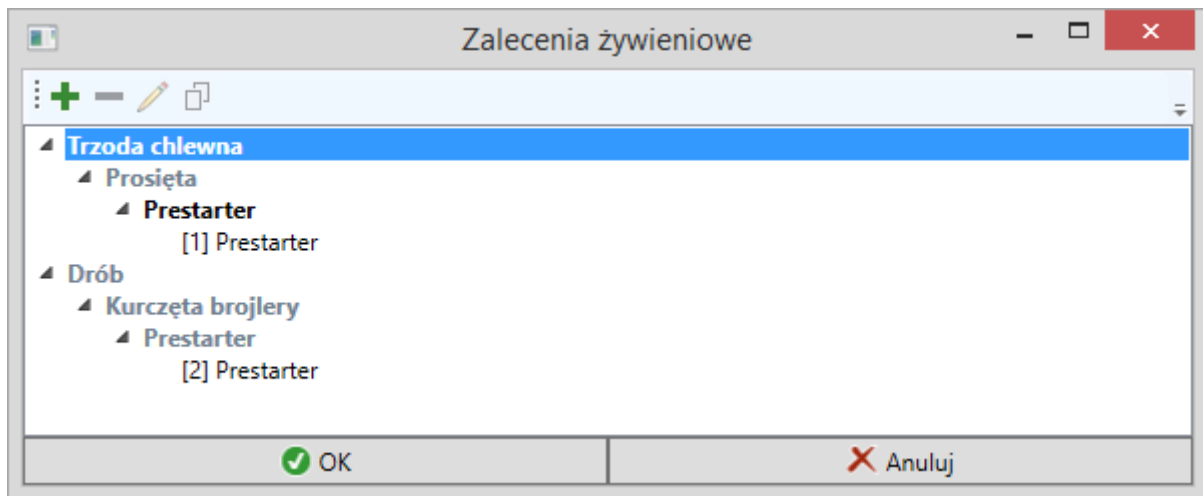 Zalecenia żywieniowe
Trzoda chlewna
Prosięta
Prestarter
[1] Prestarter
Drób
Kurczęta brojlery
Prestarter
[2] Prestarter
OK
Anuluj